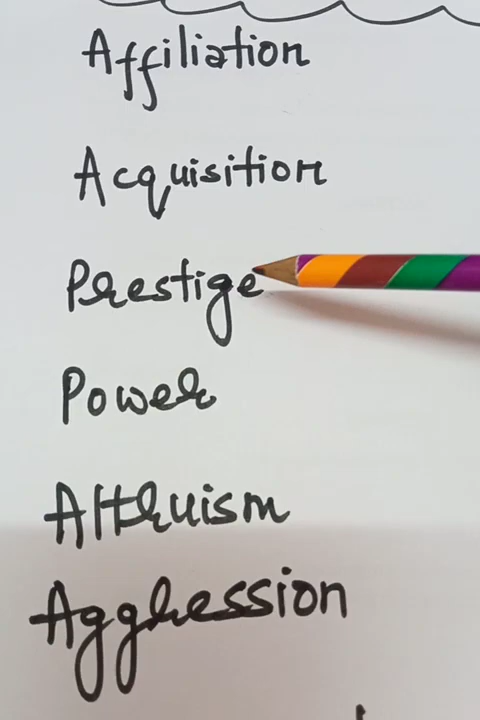 Affiliation
Acquisition
Prestige
Power
Altruism
Aggression